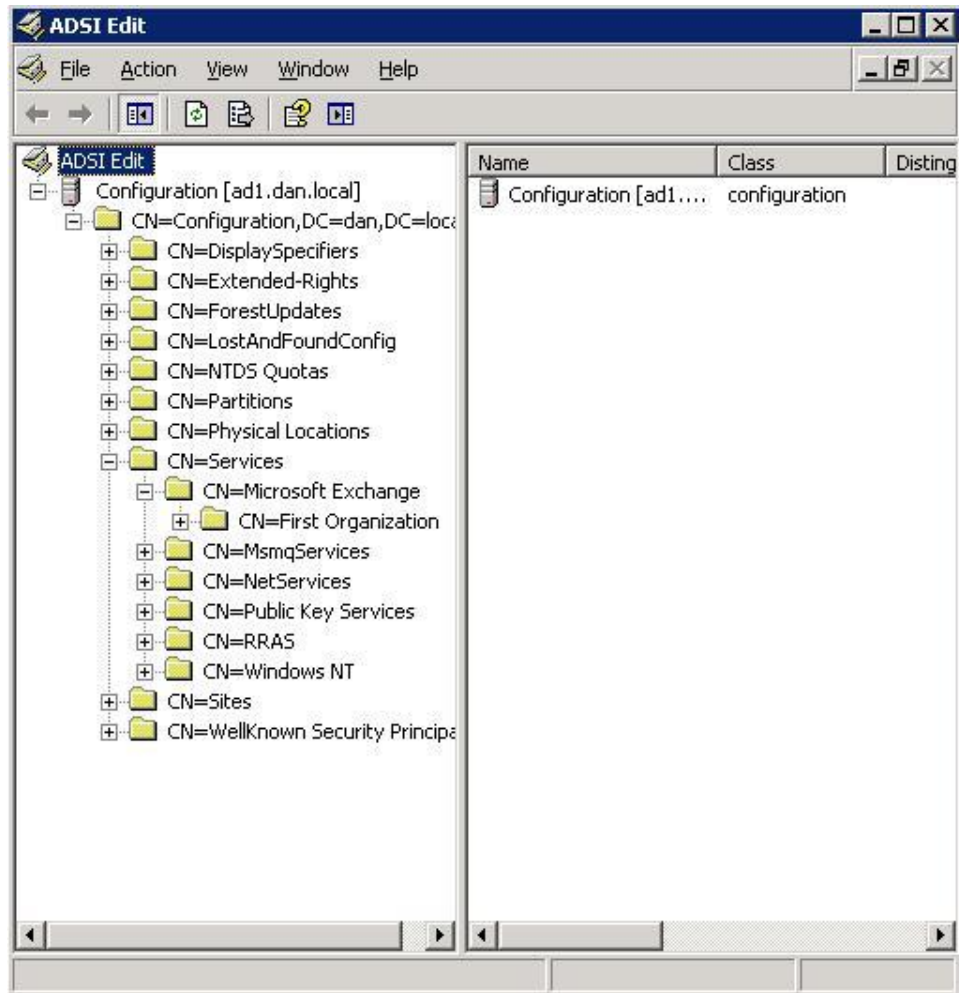 ADSI Edit
File Action View Window Help
ADSI Edit
Configuration [ad1.dan.local]
CN=Configuration,DC=dan,DC=loca
CN=DisplaySpecifiers
CN=Extended-Rights
CN=ForestUpdates
CN=LostAndFoundConfig
CN=NTDS Quotas
CN=Partitions
CN=Physical Locations
CN=Services
CN=Microsoft Exchange
CN=First Organization
CN=MsmqServices
CN=NetServices
CN=Public Key Services
CN=RRAS
CN=Windows NT
CN=Sites
CN=WellKnown Security Principa
Name Class Disting
Configuration [ad1.... configuration